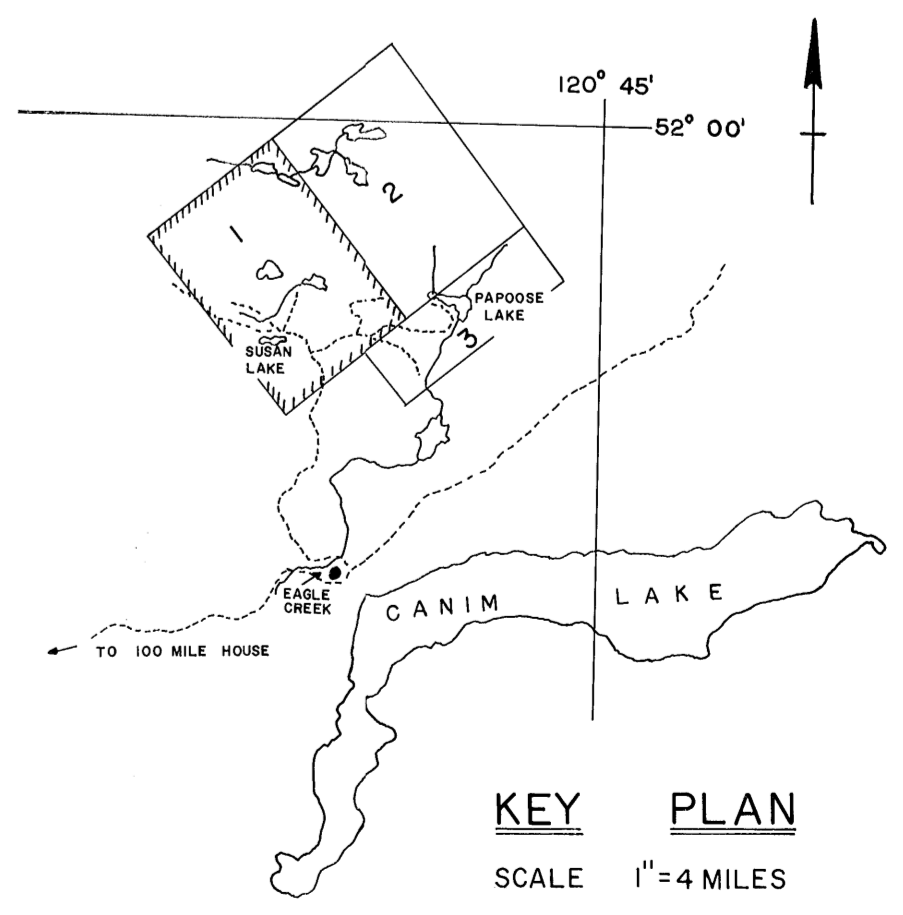 120° 45'
52° 00'
2
1
PAPOOSE
LAKE
3
SUSAN
LAKE
EAGLE
CREEK
CANIM LAKE
TO 100 MILE HOUSE
KEY PLAN
SCALE 1"=4 MILES